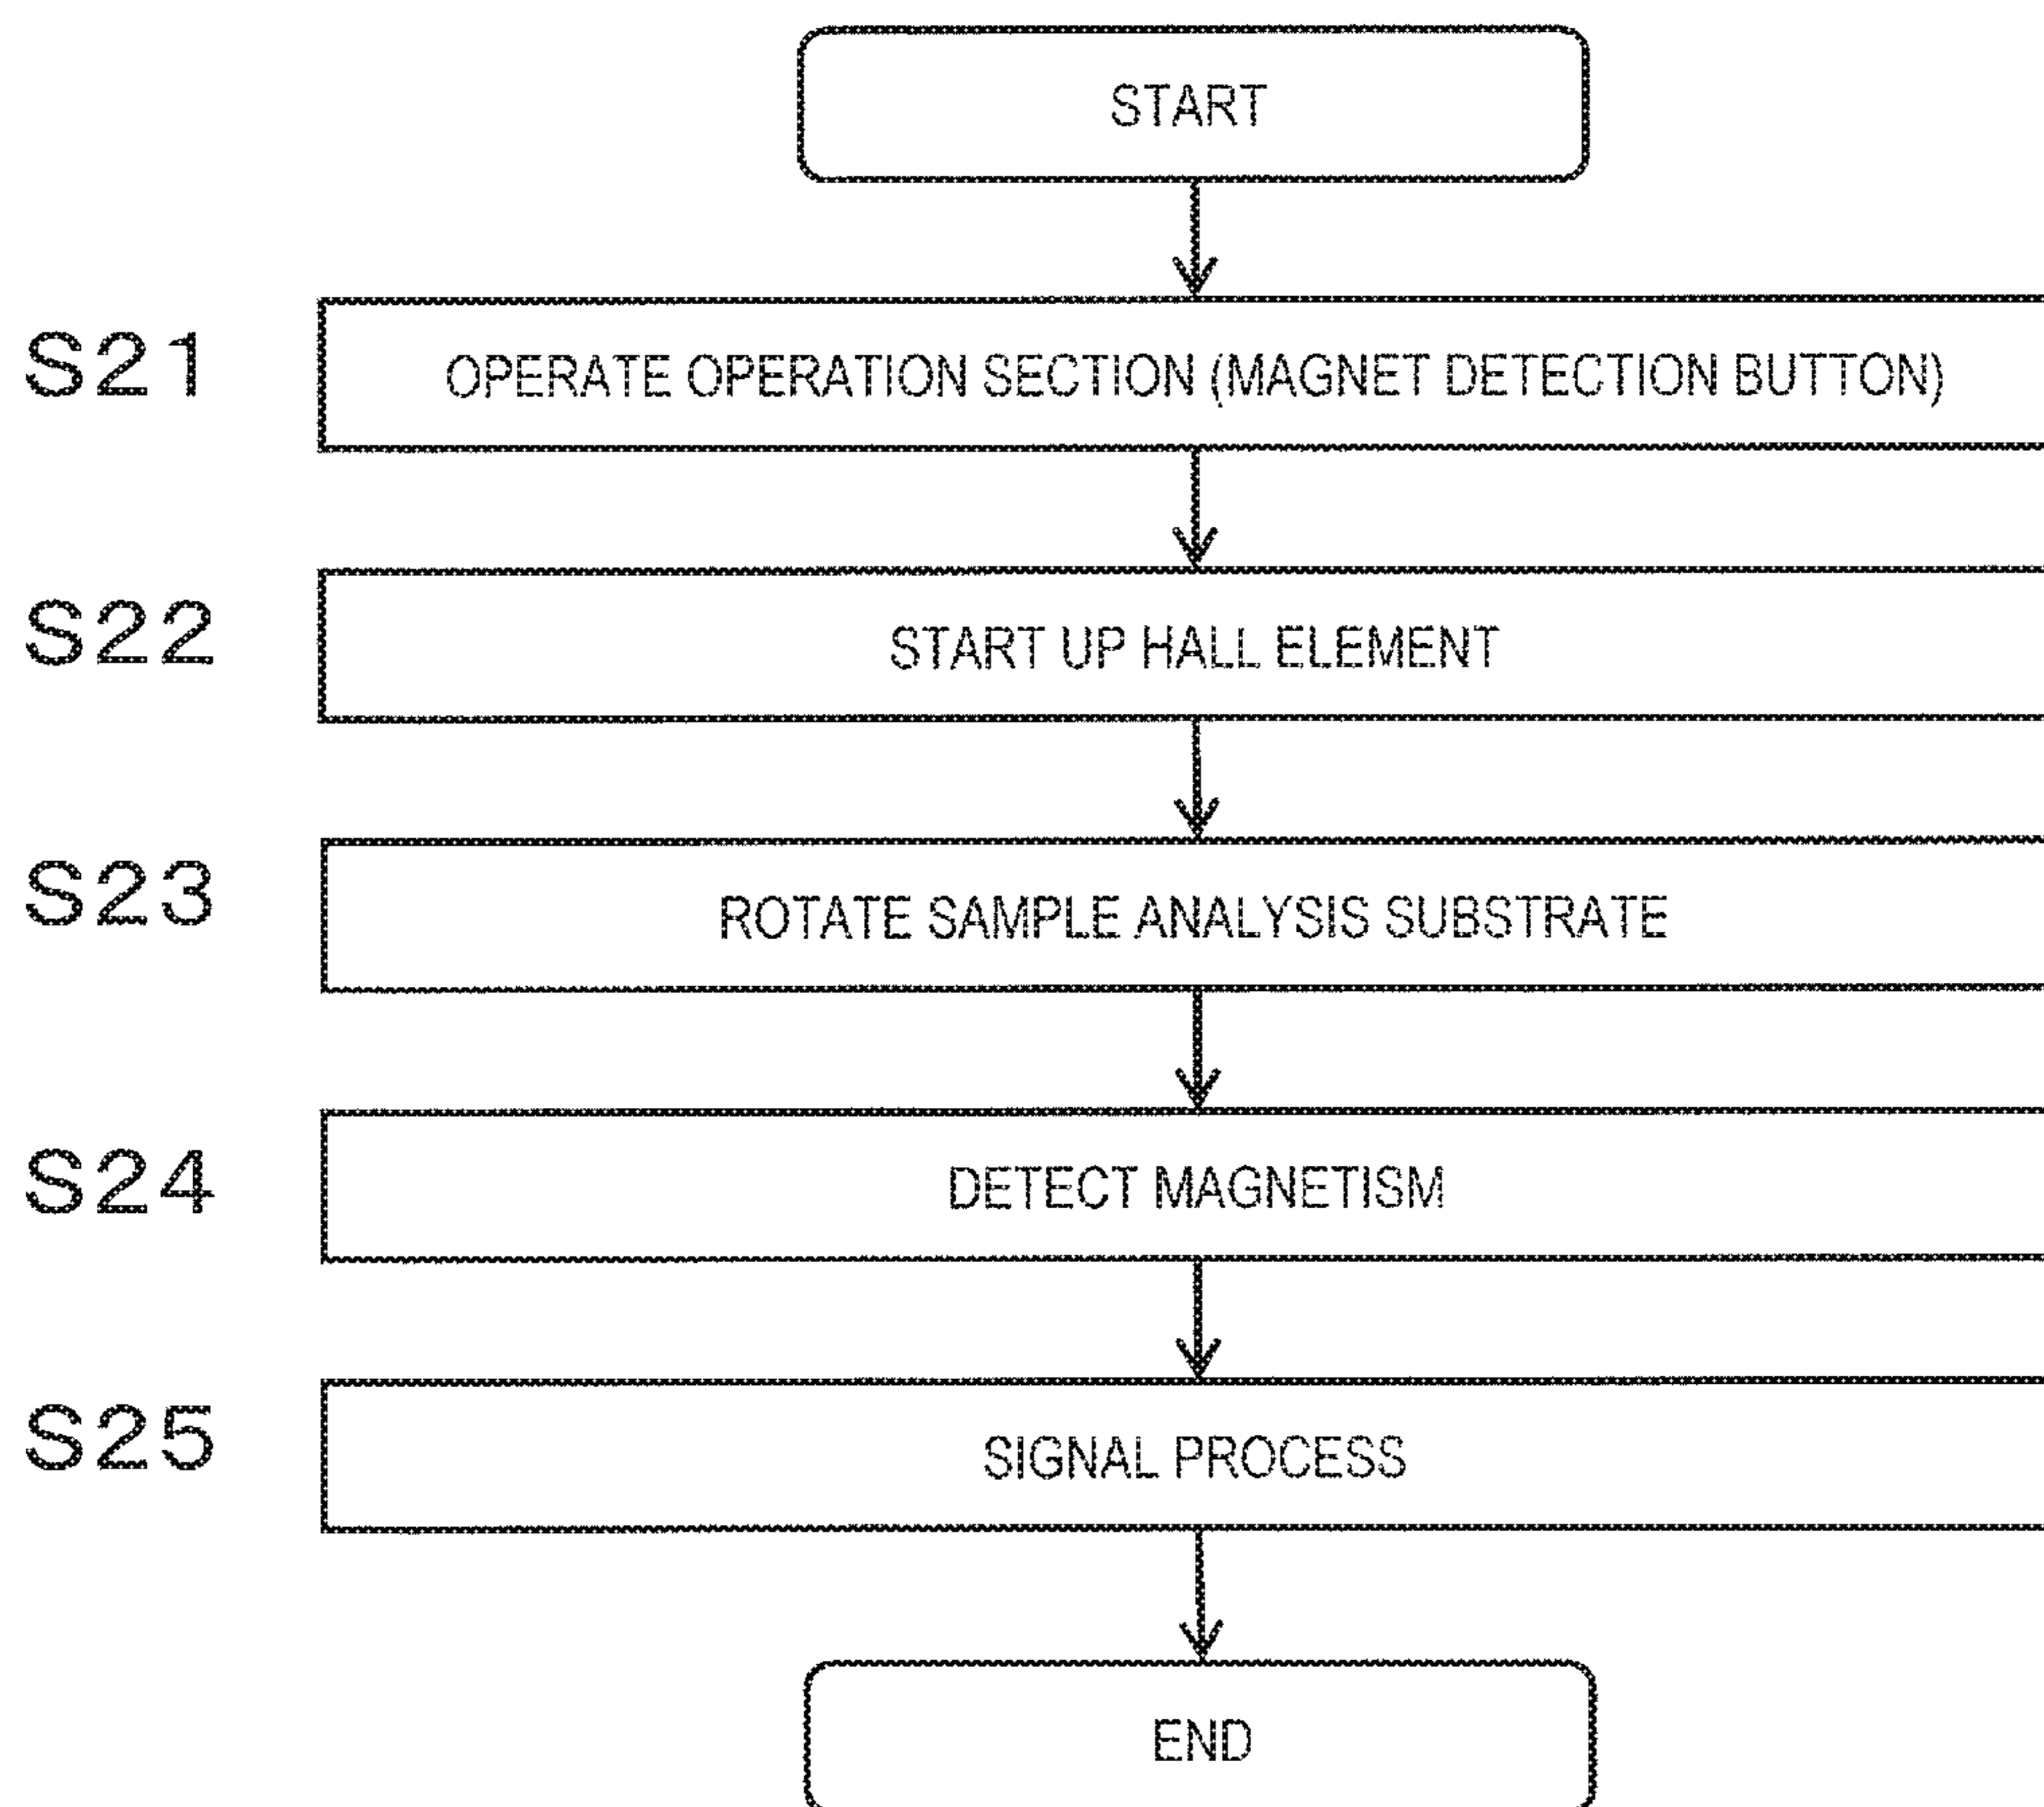 START
S21
OPERATE OPERATION SECTION (MAGNET DETECTION BUTTON)
S22
START UP HALL ELEMENT
S23
ROTATE SAMPLE ANALYSIS SUBSTRATE
S24
DETECT MAGNETISM
S25
SIGNAL PROCESS
END